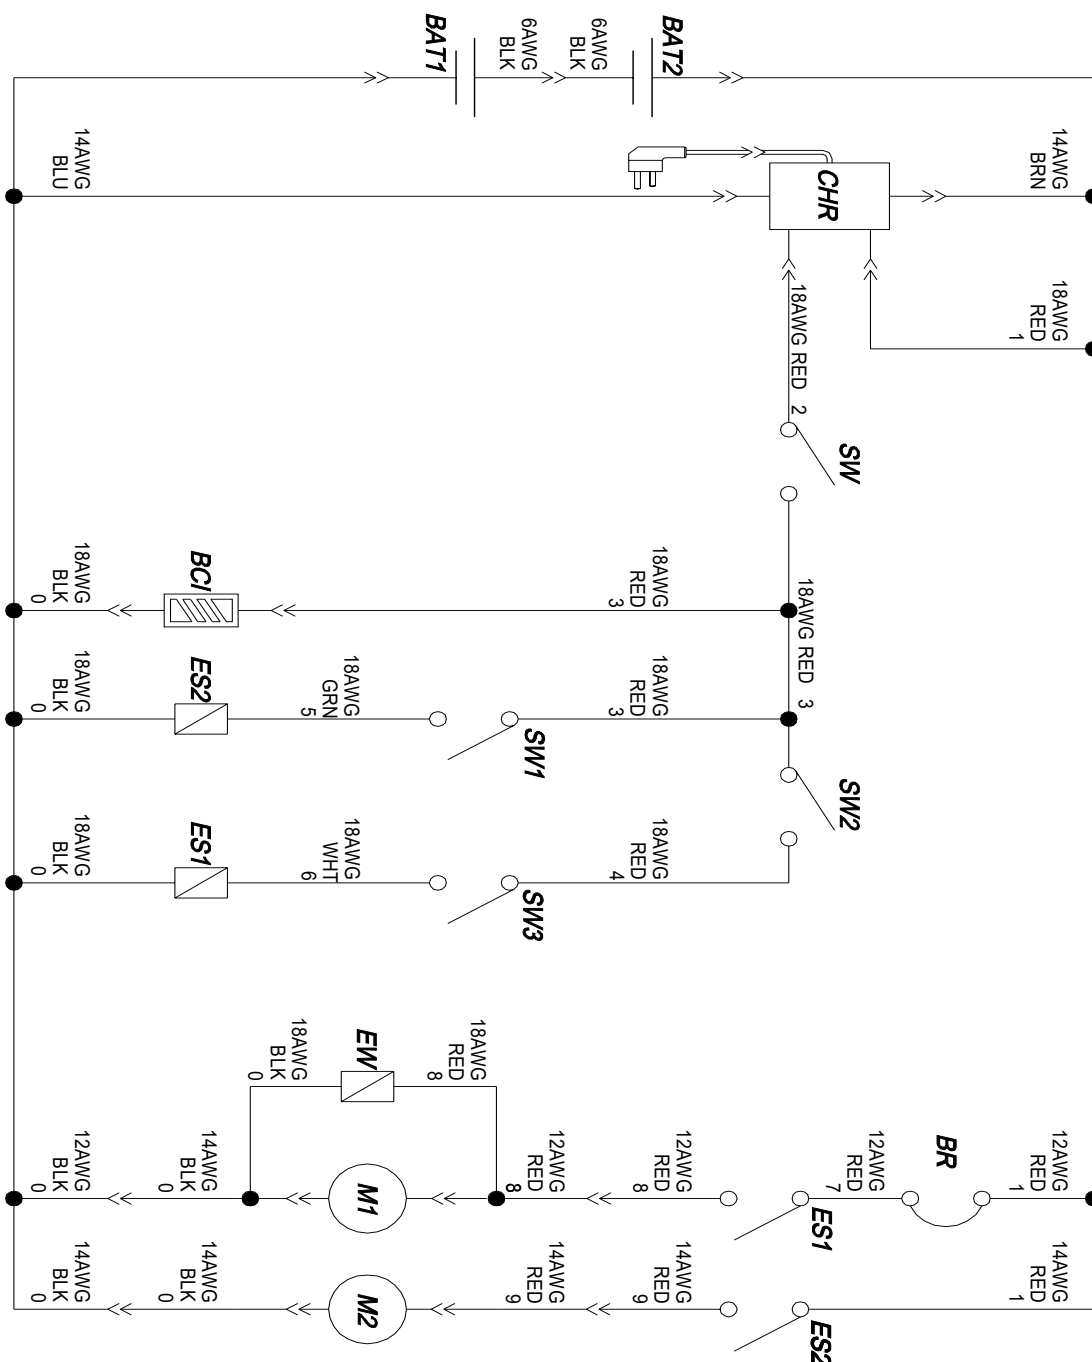 BAT1
6AWG
BLK
6AWG
BLK
BAT2
14AWG
BLU
CHR
14AWG
BRN
18AWG
RED
1
18AWG RED 2
SW
18AWG
BLK
0
BCI
18AWG
RED
3
18AWG RED 3
18AWG
BLK
0
ES2
18AWG
GRN
5
SW1
18AWG
RED
3
SW2
18AWG
BLK
0
ES1
18AWG
WHT
6
SW3
18AWG
RED
4
18AWG
BLK
0
EW
18AWG
RED
8
12AWG
BLK
0
14AWG
BLK
0
M1
12AWG
RED
8
12AWG
RED
8
ES1
12AWG
RED
7
BR
12AWG
RED
1
14AWG
BLK
0
14AWG
BLK
0
M2
14AWG
RED
9
14AWG
RED
9
ES2
14AWG
RED
1